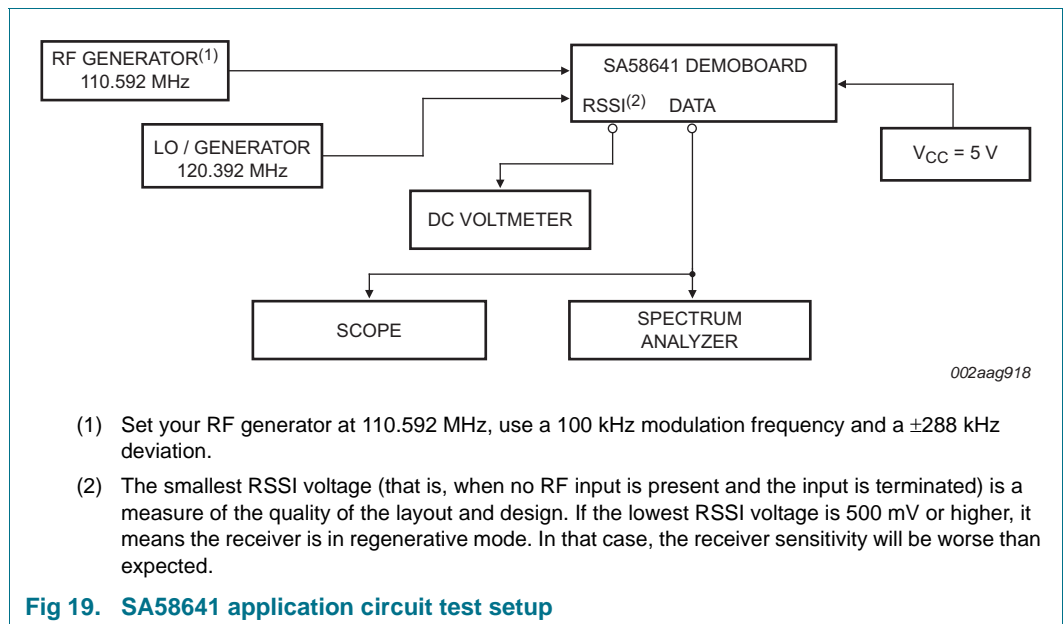 RF GENERATOR(1)
110.592 MHz
SA58641 DEMOBOARD
RSSI(2) DATA
LO / GENERATOR
120.392 MHz
VCC = 5 V
DC VOLTMETER
SCOPE
SPECTRUM
ANALYZER
002aag918
(1) Set your RF generator at 110.592 MHz, use a 100 kHz modulation frequency and a ±288 kHz
deviation.
(2) The smallest RSSI voltage (that is, when no RF input is present and the input is terminated) is a
measure of the quality of the layout and design. If the lowest RSSI voltage is 500 mV or higher, it
means the receiver is in regenerative mode. In that case, the receiver sensitivity will be worse than
expected.
Fig 19. SA58641 application circuit test setup